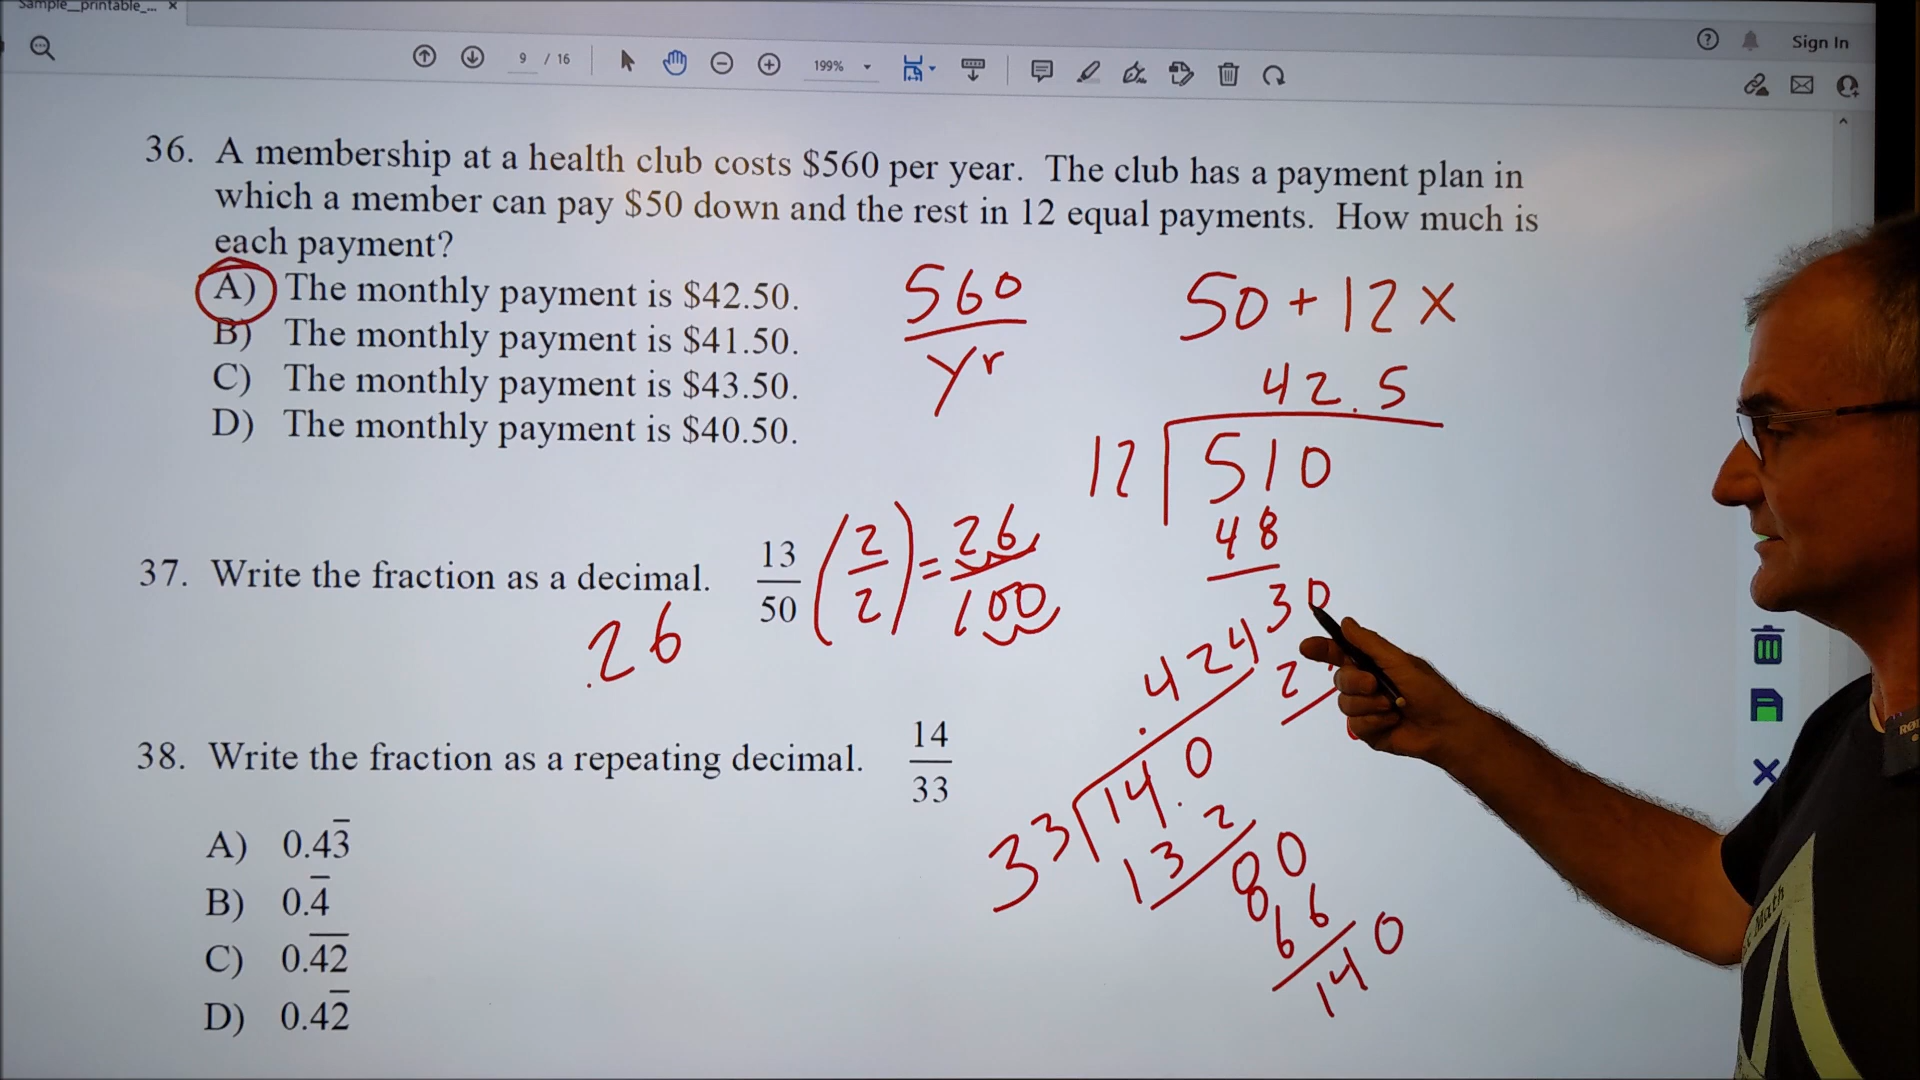 Sample__printable_...
9 / 16
199%
Sign In
36. A membership at a health club costs $560 per year. The club has a payment plan in
which a member can pay $50 down and the rest in 12 equal payments. How much is
each payment?
A) The monthly payment is $42.50.
B) The monthly payment is $41.50.
C) The monthly payment is $43.50.
D) The monthly payment is $40.50.
560
yr
50 + 12 x
42.5
12 510
48
30
2
37. Write the fraction as a decimal. 13/50 (2/2) = 26/100
.26
38. Write the fraction as a repeating decimal. 14/33
.424
33 14.0
13 2
80
66
140
A) 0.43̅
B) 0.4̅
C) 0.4̅2̅
D) 0.42̅
Math